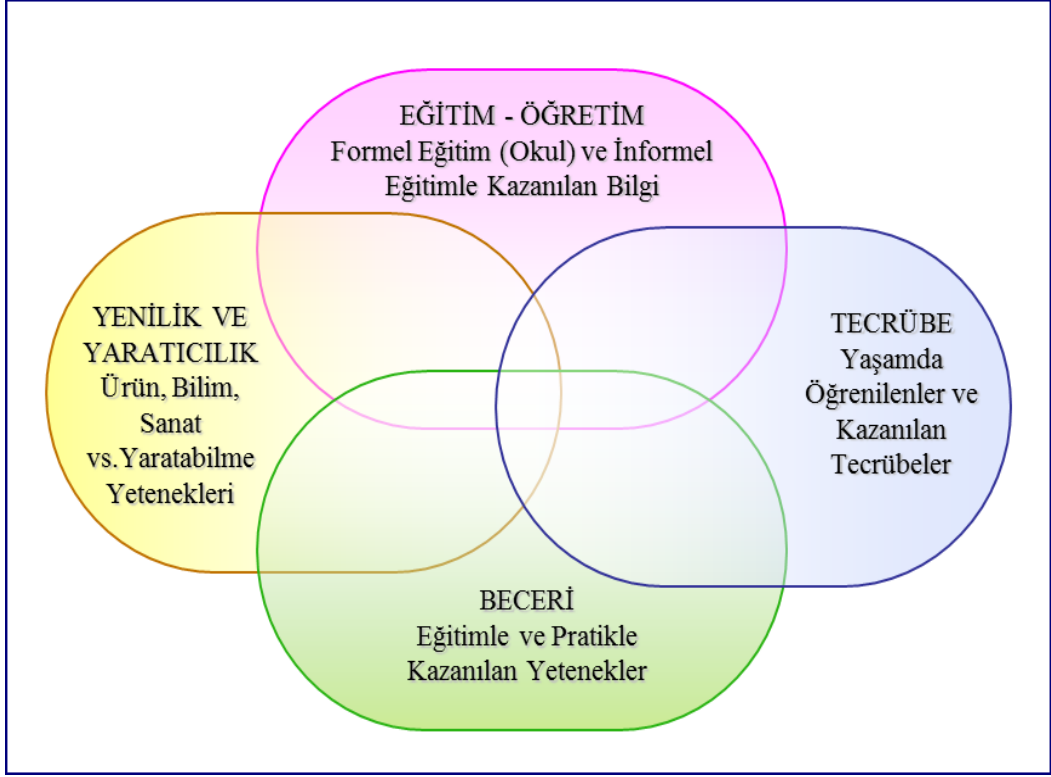 EĞİTİM - ÖĞRETİM
Formel Eğitim (Okul) ve İnformel
Eğitimle Kazanılan Bilgi
YENİLİK VE
YARATICILIK
Ürün, Bilim,
Sanat
vs.Yaratabilme
Yetenekleri
TECRÜBE
Yaşamda
Öğrenilenler ve
Kazanılan
Tecrübeler
BECERİ
Eğitimle ve Pratikle
Kazanılan Yetenekler